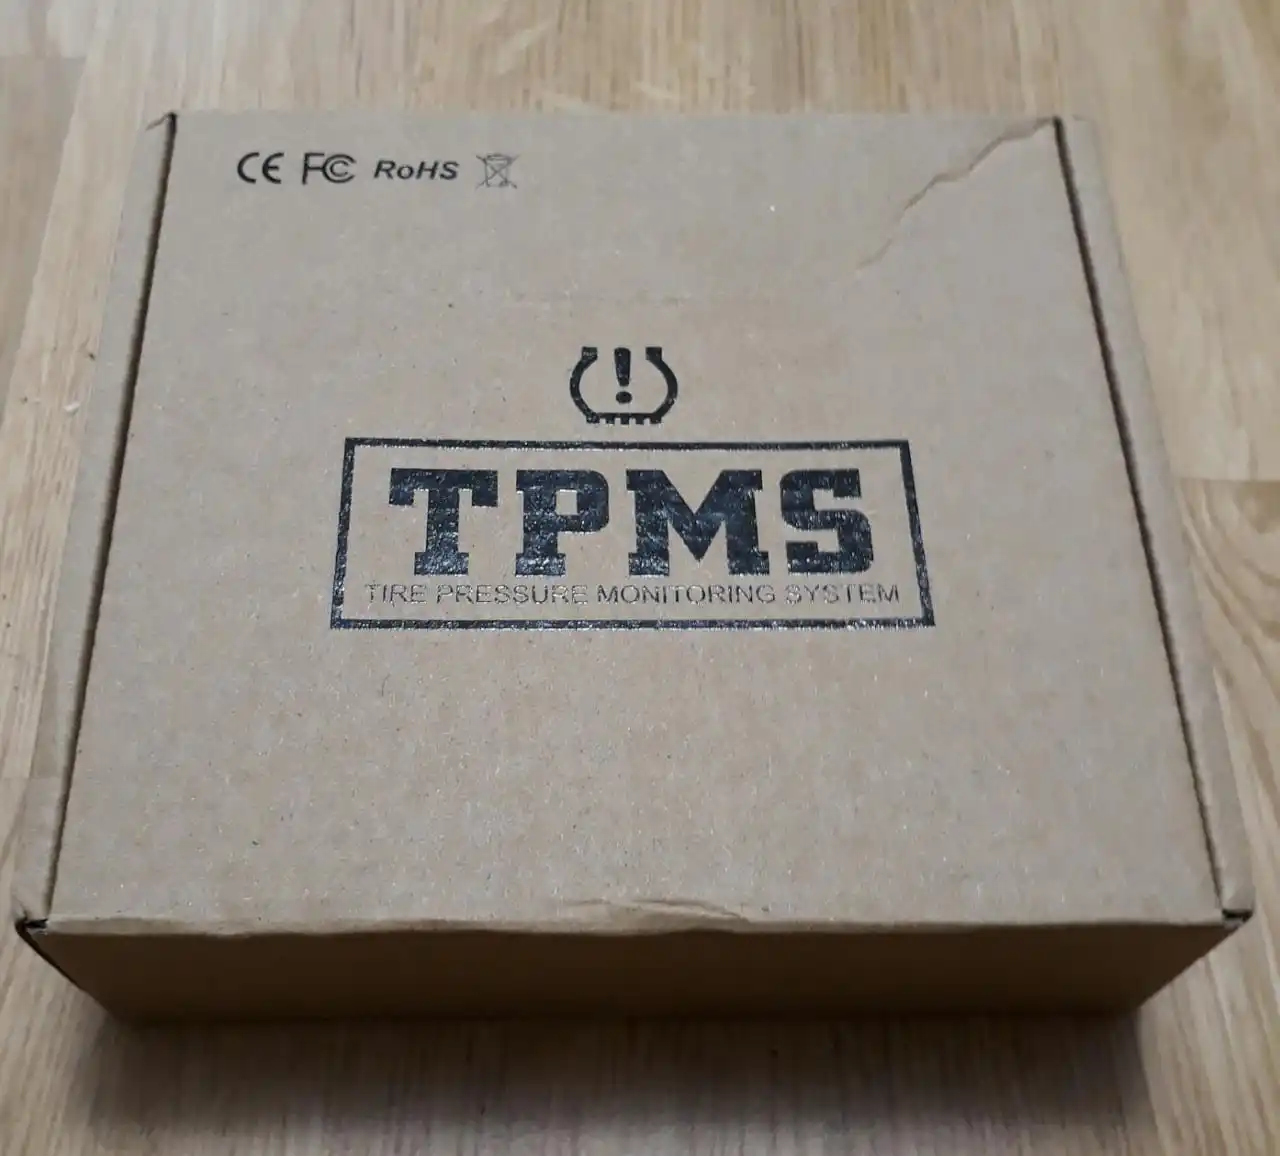 CE FC RoHS
TPMS
TIRE PRESSURE MONITORING SYSTEM